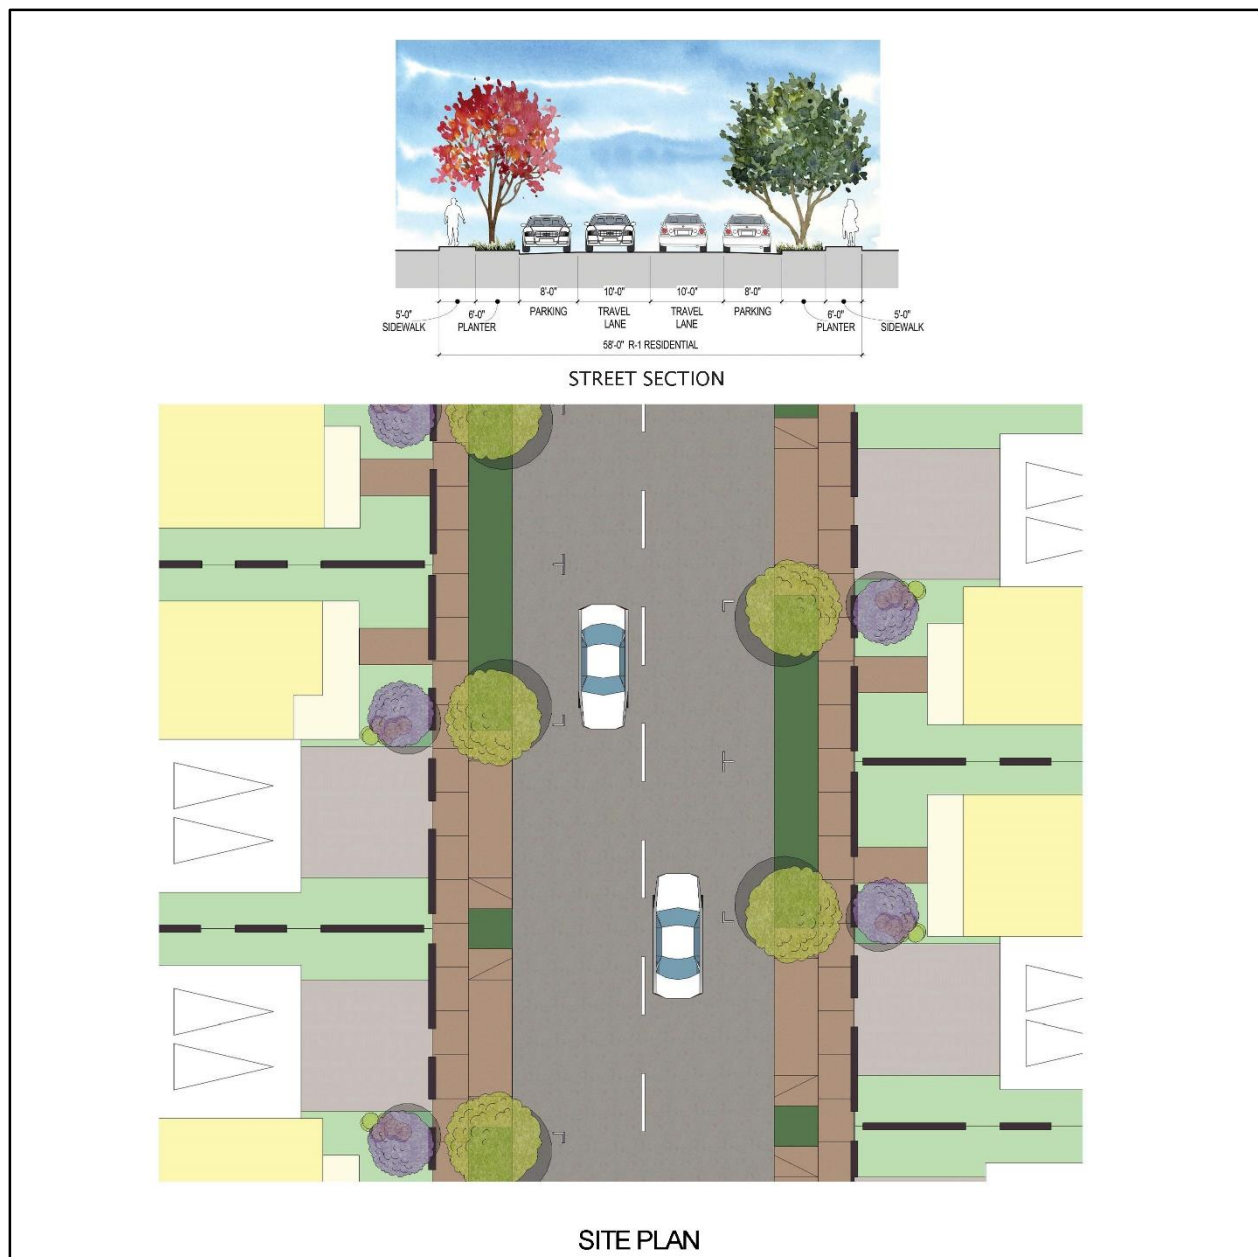 8'-0" 10'-0" 10'-0" 8'-0"
5'-0" 6'-0" PARKING TRAVEL TRAVEL PARKING 6'-0" 5'-0"
SIDEWALK PLANTER LANE LANE PLANTER SIDEWALK
58'-0" R-1 RESIDENTIAL
STREET SECTION
SITE PLAN